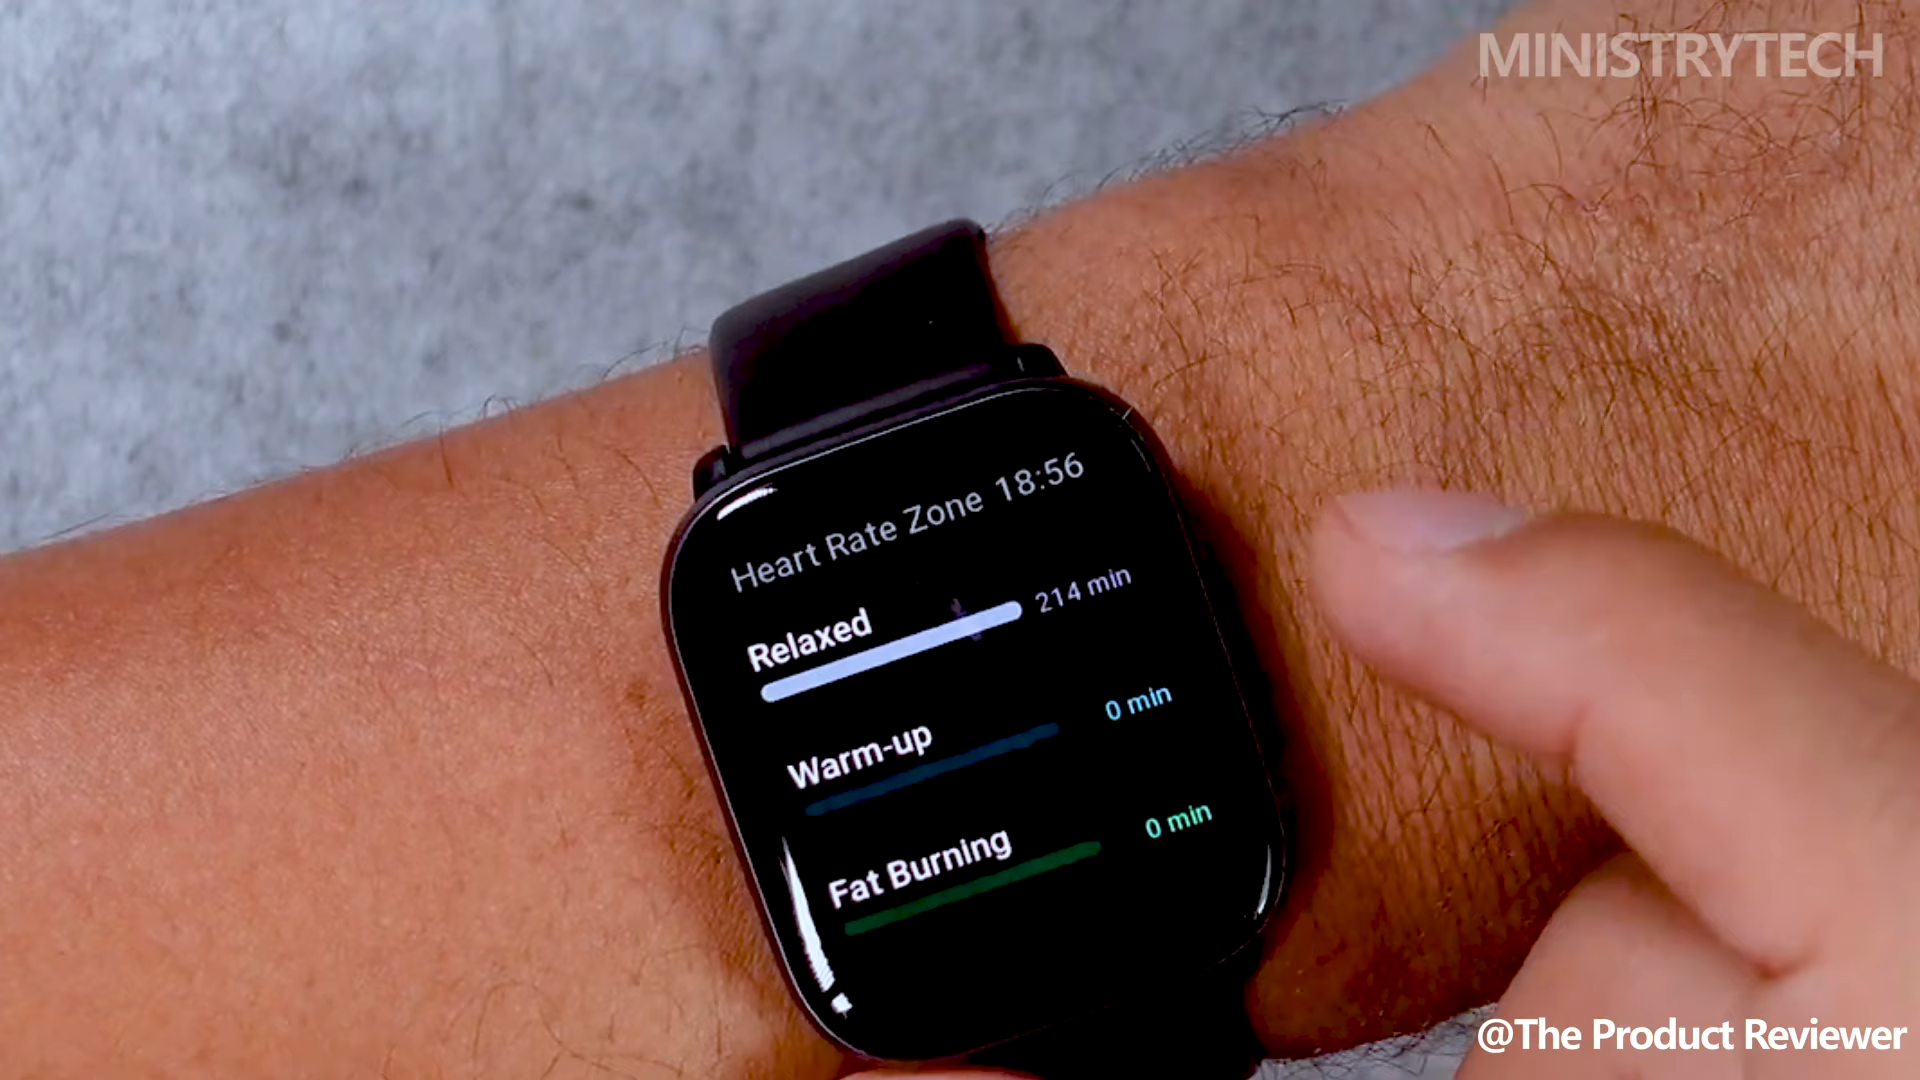 MINISTRYTECH
Heart Rate Zone 18:56
Relaxed 214 min
Warm-up 0 min
Fat Burning 0 min
@The Product Reviewer